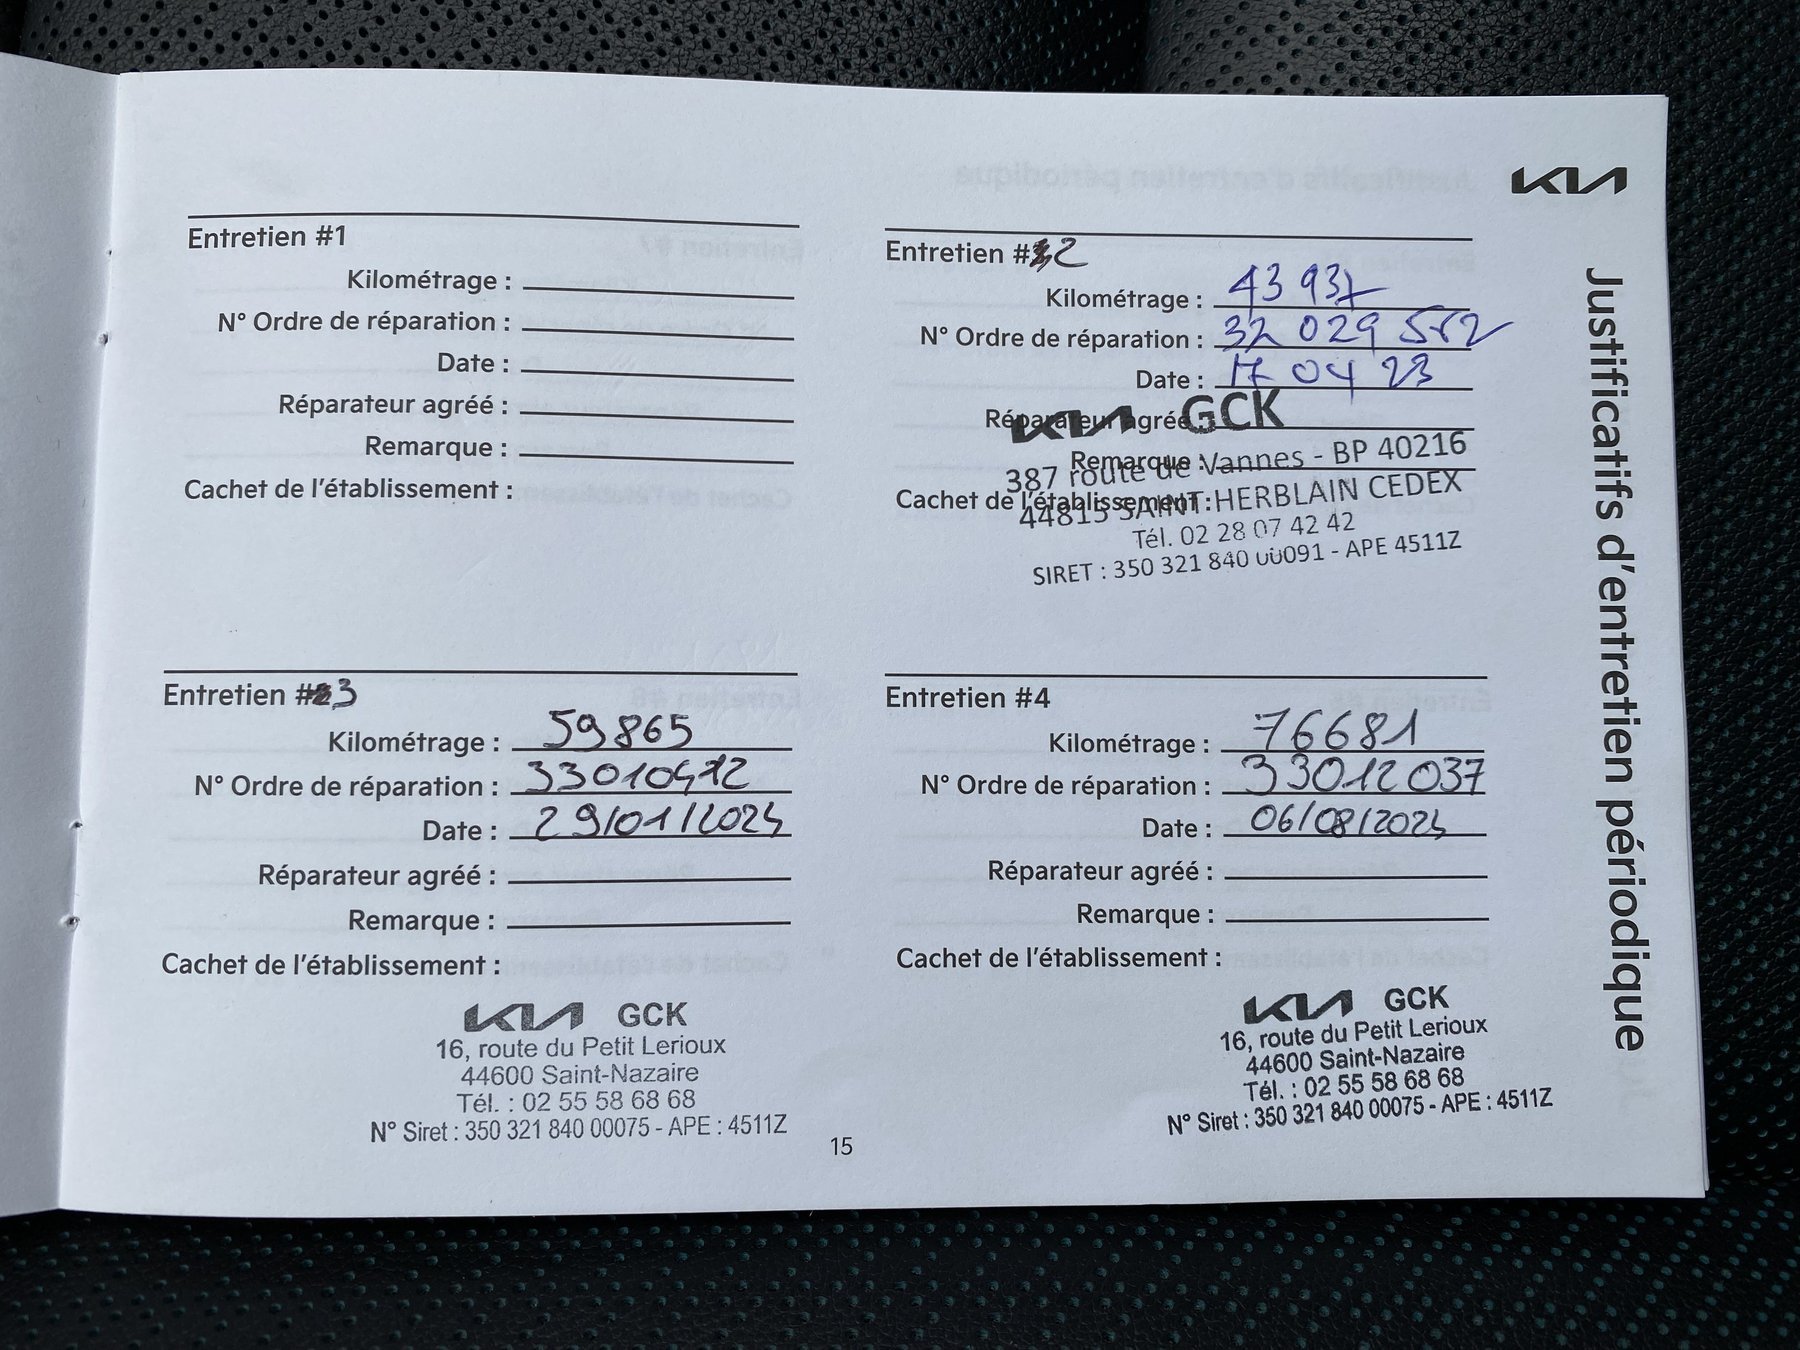 KIA
Justificatifs d'entretien périodique
Entretien #1
Kilométrage :
N° Ordre de réparation :
Date :
Réparateur agréé :
Remarque :
Cachet de l'établissement :
Entretien #2
Kilométrage : 43 937
N° Ordre de réparation : 32 029 552
Date : 17 04 23
Réparateur agréé :
Remarque :
Cachet de l'établissement :
KIA GCK
387 route de Vannes - BP 40216
44815 SAINT-HERBLAIN CEDEX
Tél. 02 28 07 42 42
SIRET : 350 321 840 00091 - APE 4511Z
Entretien #3
Kilométrage : 59865
N° Ordre de réparation : 33010472
Date : 29/01/2024
Réparateur agréé :
Remarque :
Cachet de l'établissement :
KIA GCK
16, route du Petit Lerioux
44600 Saint-Nazaire
Tél. : 02 55 58 68 68
N° Siret : 350 321 840 00075 - APE : 4511Z
Entretien #4
Kilométrage : 76681
N° Ordre de réparation : 33012037
Date : 06/08/2024
Réparateur agréé :
Remarque :
Cachet de l'établissement :
KIA GCK
16, route du Petit Lerioux
44600 Saint-Nazaire
Tél. : 02 55 58 68 68
N° Siret : 350 321 840 00075 - APE : 4511Z
15